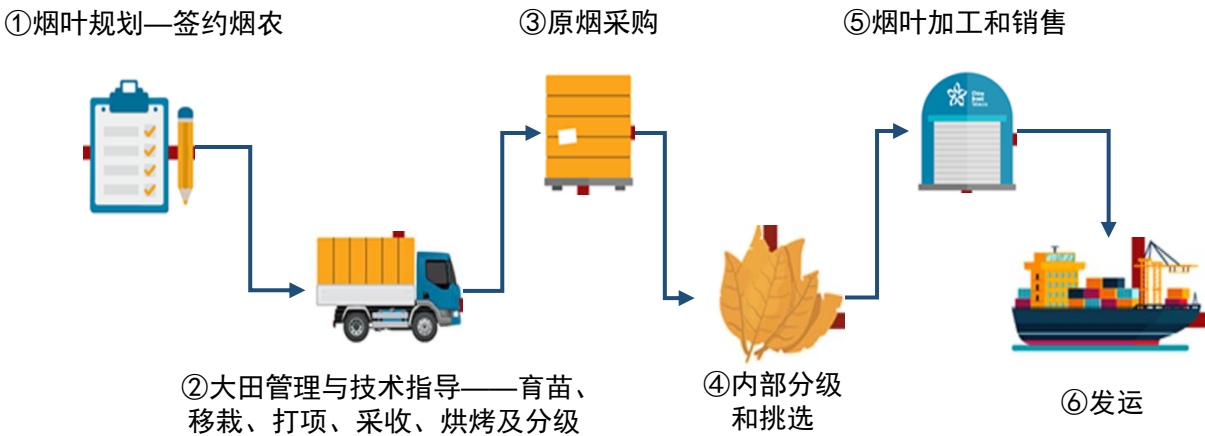 ①烟叶规划—签约烟农
③原烟采购
⑤烟叶加工和销售
②大田管理与技术指导——育苗、
移栽、打项、采收、烘烤及分级
④内部分级
和挑选
⑥发运